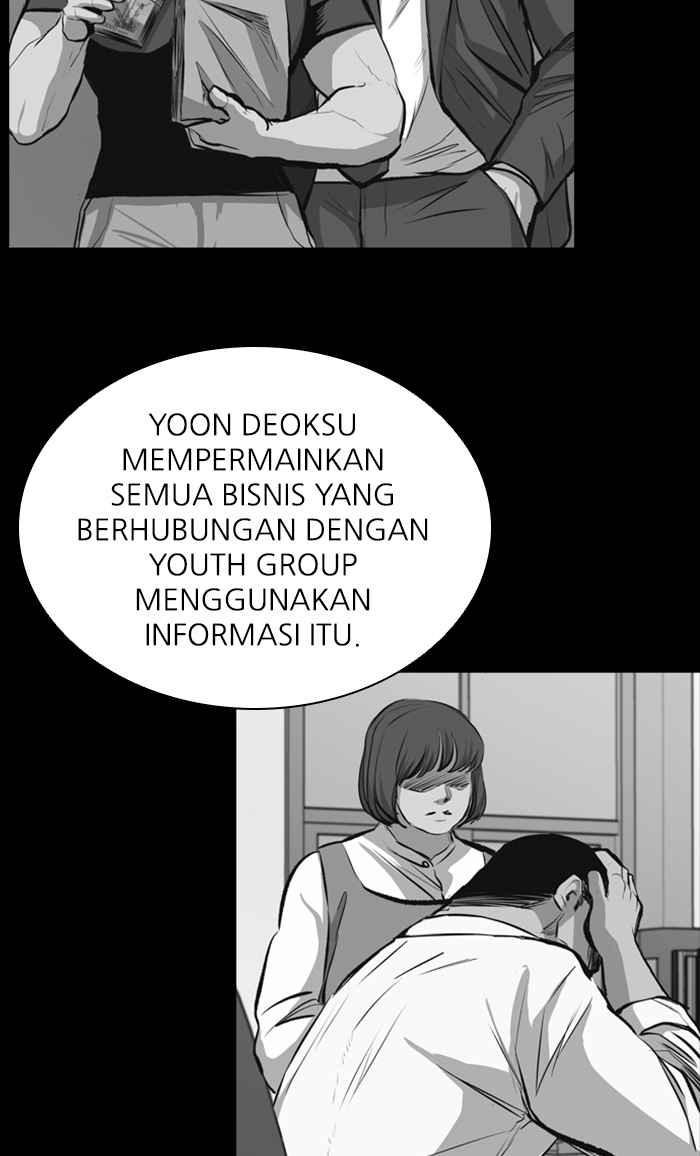 YOON DEOKSU
MEMPERMAINKAN
SEMUA BISNIS YANG
BERHUBUNGAN DENGAN
YOUTH GROUP
MENGGUNAKAN
INFORMASI ITU.